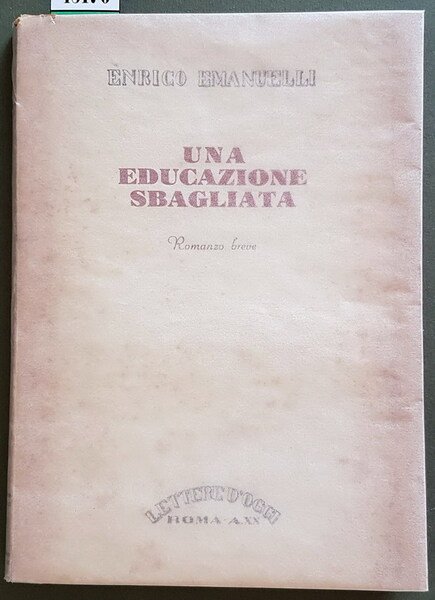 ENRICO EMANUELLI
UNA
EDUCAZIONE
SBAGLIATA
Romanzo breve
LETTERE D'OGGI
ROMA - A. XX